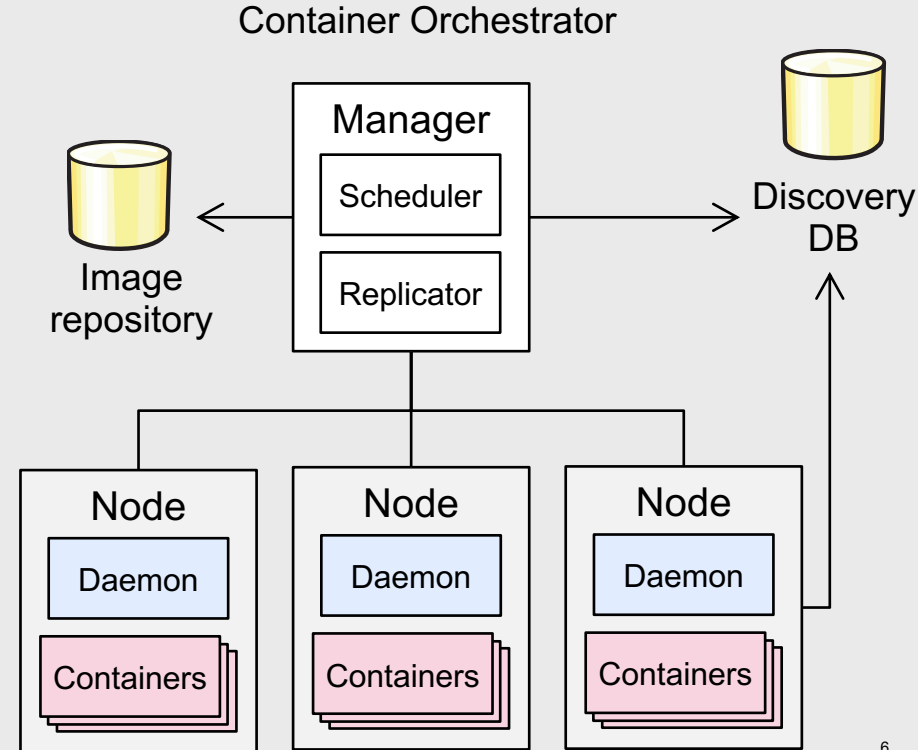 Container Orchestrator
Manager
Scheduler
Replicator
Image
repository
Discovery
DB
Node
Daemon
Containers
Node
Daemon
Containers
Node
Daemon
Containers
6